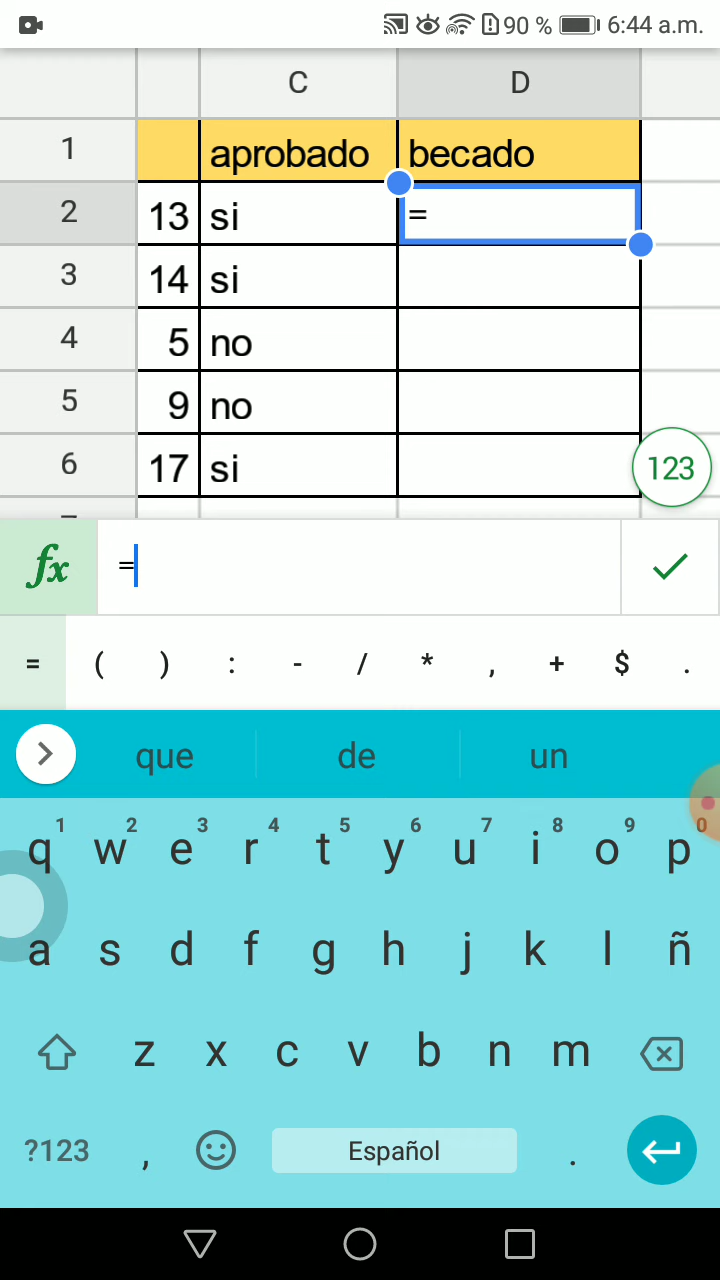 90 % 6:44 a.m.
C D
1 aprobado becado
2 13 si =
3 14 si
4 5 no
5 9 no
6 17 si
123
fx =
= ( ) : - / * , + $ .
que de un
1 2 3 4 5 6 7 8 9 0
q w e r t y u i o p
a s d f g h j k l ñ
z x c v b n m
?123 , Español .